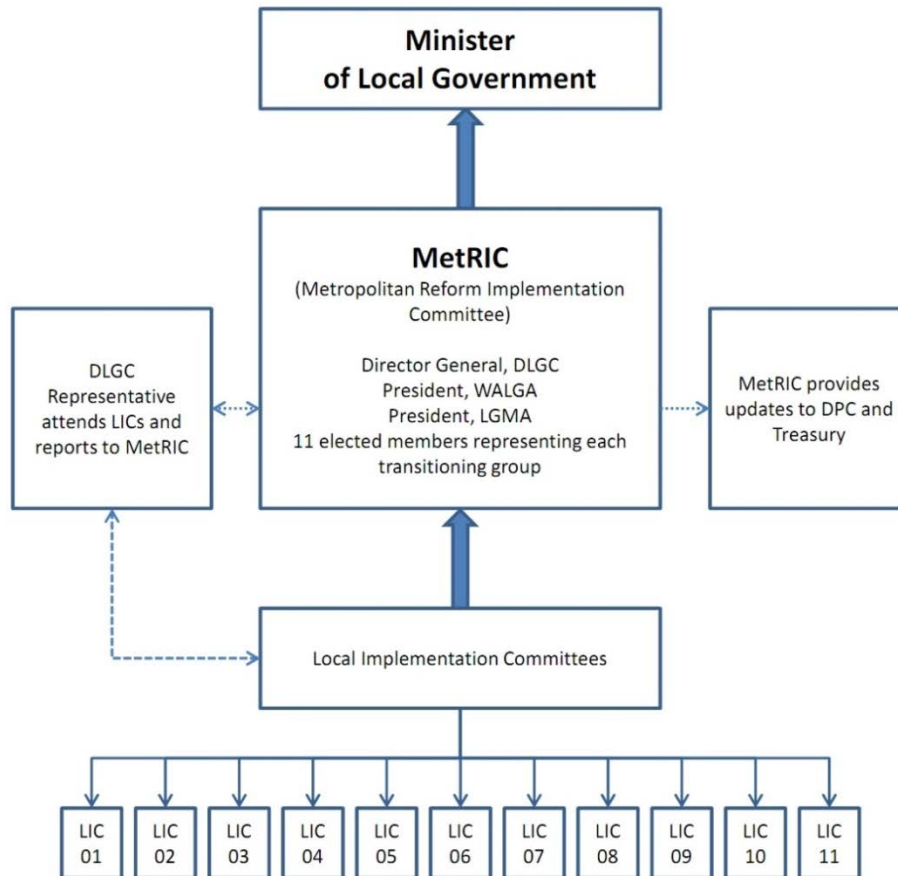 Minister
of Local Government
MetRIC
(Metropolitan Reform Implementation
Committee)
Director General, DLGC
President, WALGA
President, LGMA
11 elected members representing each
transitioning group
DLGC
Representative
attends LICs and
reports to MetRIC
MetRIC provides
updates to DPC and
Treasury
Local Implementation Committees
LIC
01
LIC
02
LIC
03
LIC
04
LIC
05
LIC
06
LIC
07
LIC
08
LIC
09
LIC
10
LIC
11